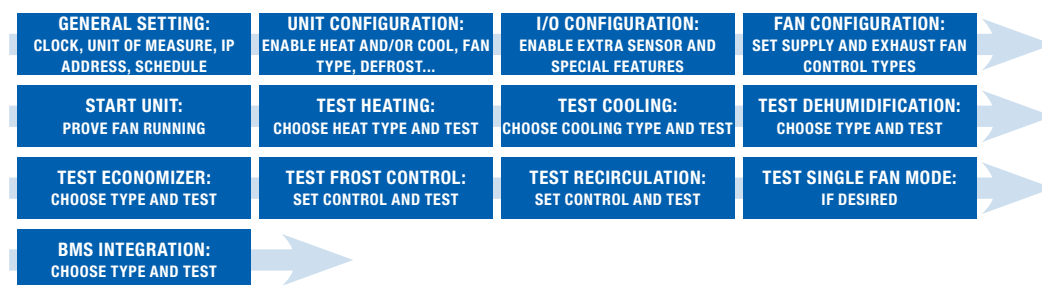 GENERAL SETTING:
CLOCK, UNIT OF MEASURE, IP
ADDRESS, SCHEDULE
UNIT CONFIGURATION:
ENABLE HEAT AND/OR COOL, FAN
TYPE, DEFROST...
I/O CONFIGURATION:
ENABLE EXTRA SENSOR AND
SPECIAL FEATURES
FAN CONFIGURATION:
SET SUPPLY AND EXHAUST FAN
CONTROL TYPES
START UNIT:
PROVE FAN RUNNING
TEST HEATING:
CHOOSE HEAT TYPE AND TEST
TEST COOLING:
CHOOSE COOLING TYPE AND TEST
TEST DEHUMIDIFICATION:
CHOOSE TYPE AND TEST
TEST ECONOMIZER:
CHOOSE TYPE AND TEST
TEST FROST CONTROL:
SET CONTROL AND TEST
TEST RECIRCULATION:
SET CONTROL AND TEST
TEST SINGLE FAN MODE:
IF DESIRED
BMS INTEGRATION:
CHOOSE TYPE AND TEST